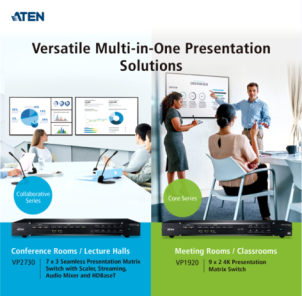 ATEN
Versatile Multi-in-One Presentation
Solutions
Collaborative
Series
Core Series
Conference Rooms / Lecture Halls
VP2730
7 x 3 Seamless Presentation Matrix
Switch with Scaler, Streaming,
Audio Mixer and HDBaseT
Meeting Rooms / Classrooms
VP1920
9 x 2 4K Presentation
Matrix Switch